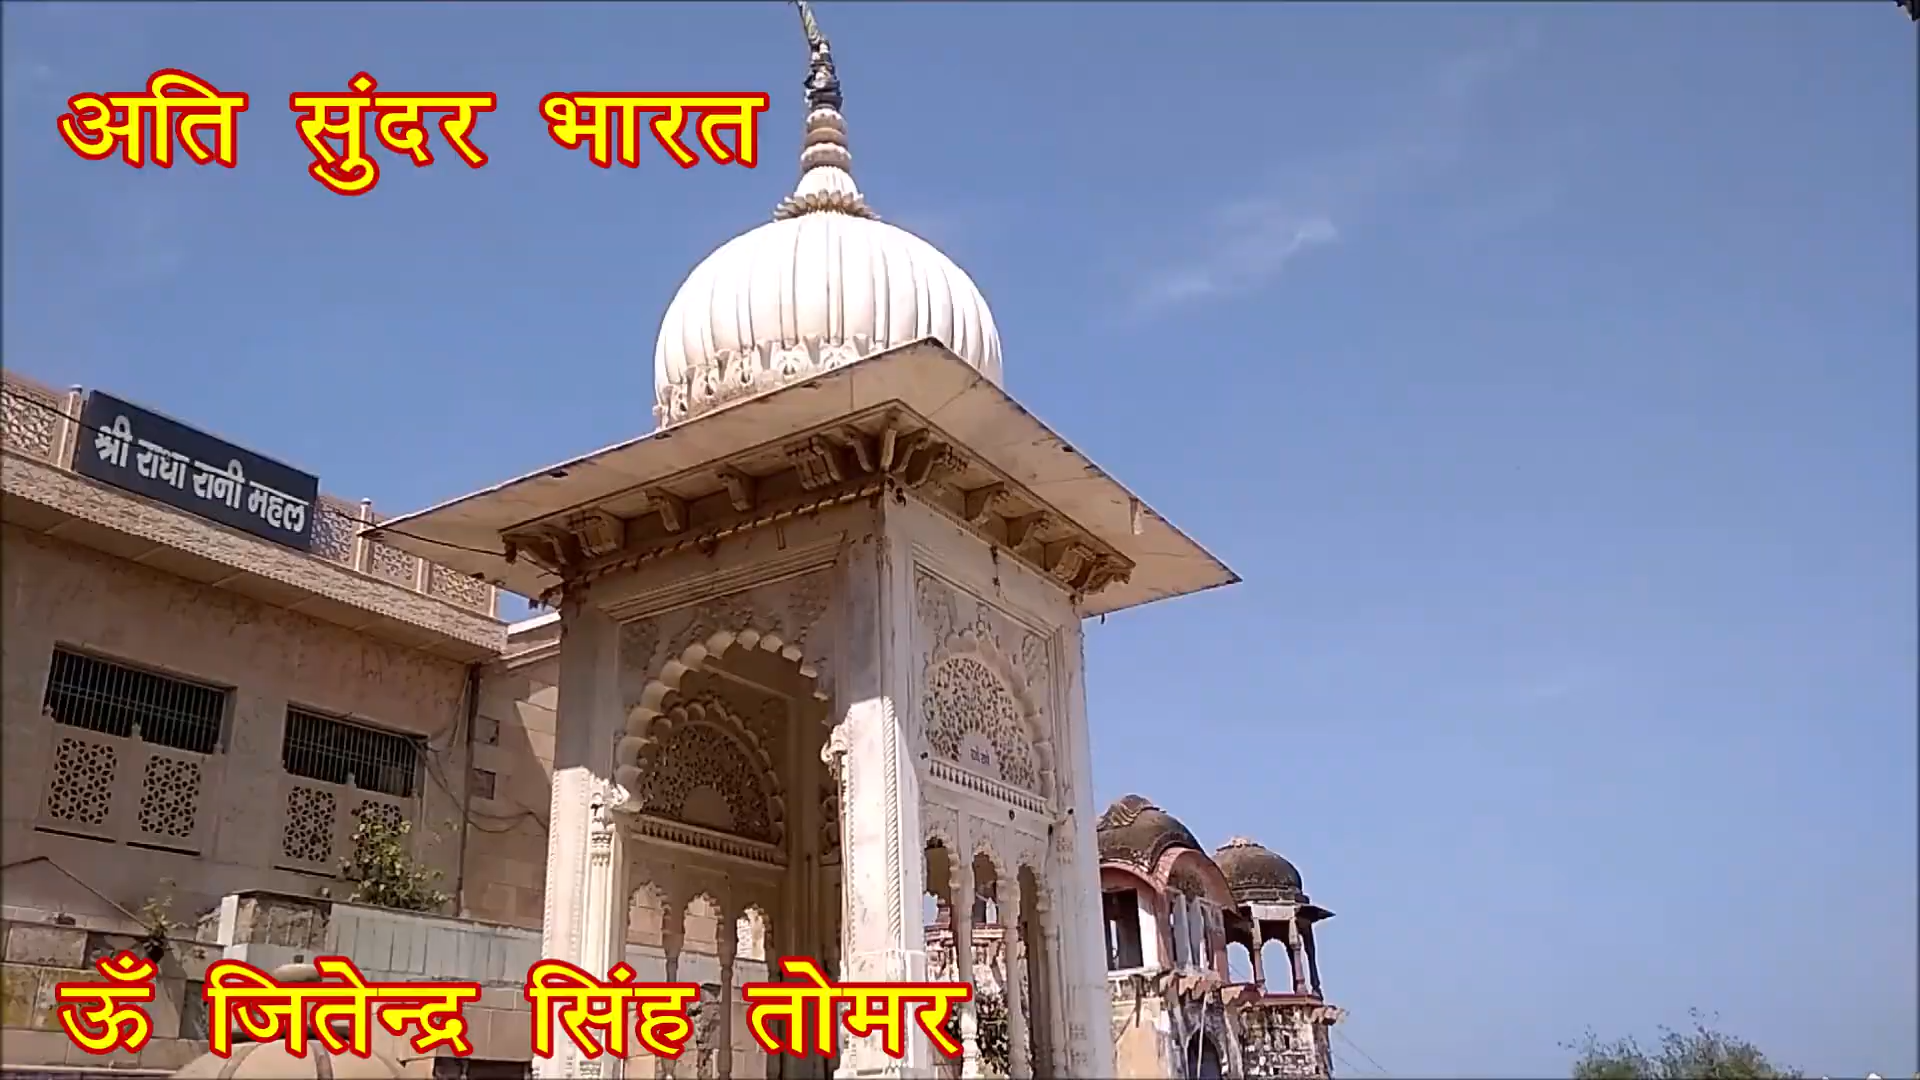 अति सुंदर भारत
श्री राधा रानी महल
ऊँ जितेन्द्र सिंह तोमर